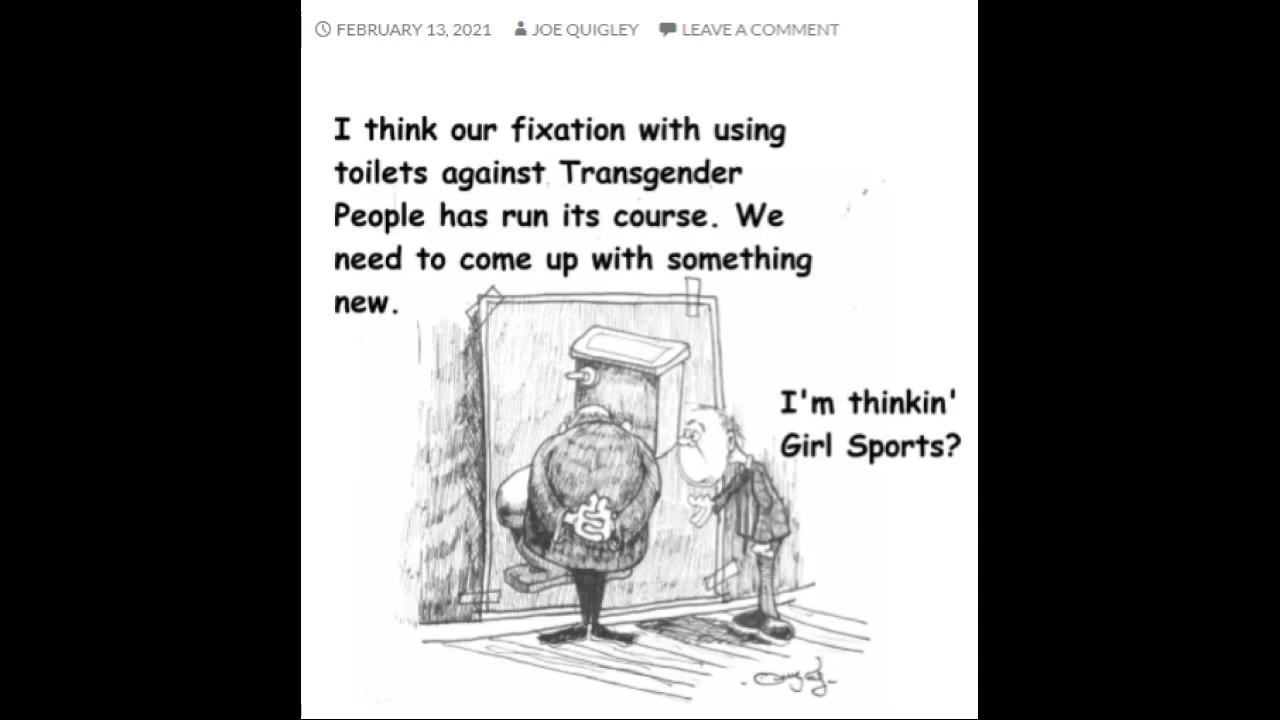 FEBRUARY 13, 2021 JOE QUIGLEY LEAVE A COMMENT
I think our fixation with using
toilets against Transgender
People has run its course. We
need to come up with something
new.
I'm thinkin'
Girl Sports?